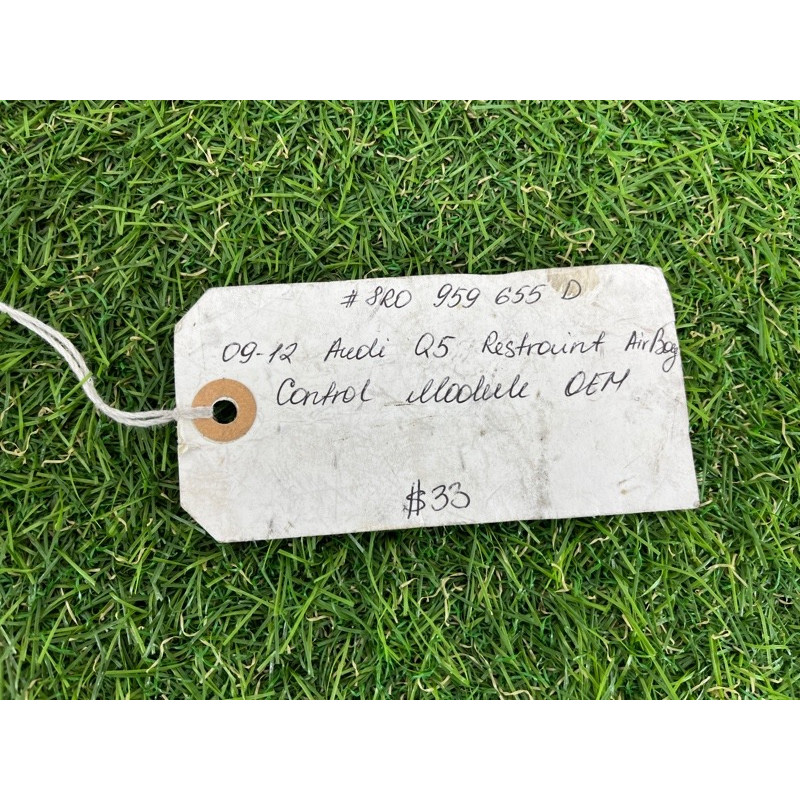 # 8R0 959 655 D
09-12 Audi Q5 Restraint AirBag
Control Module OEM
$33